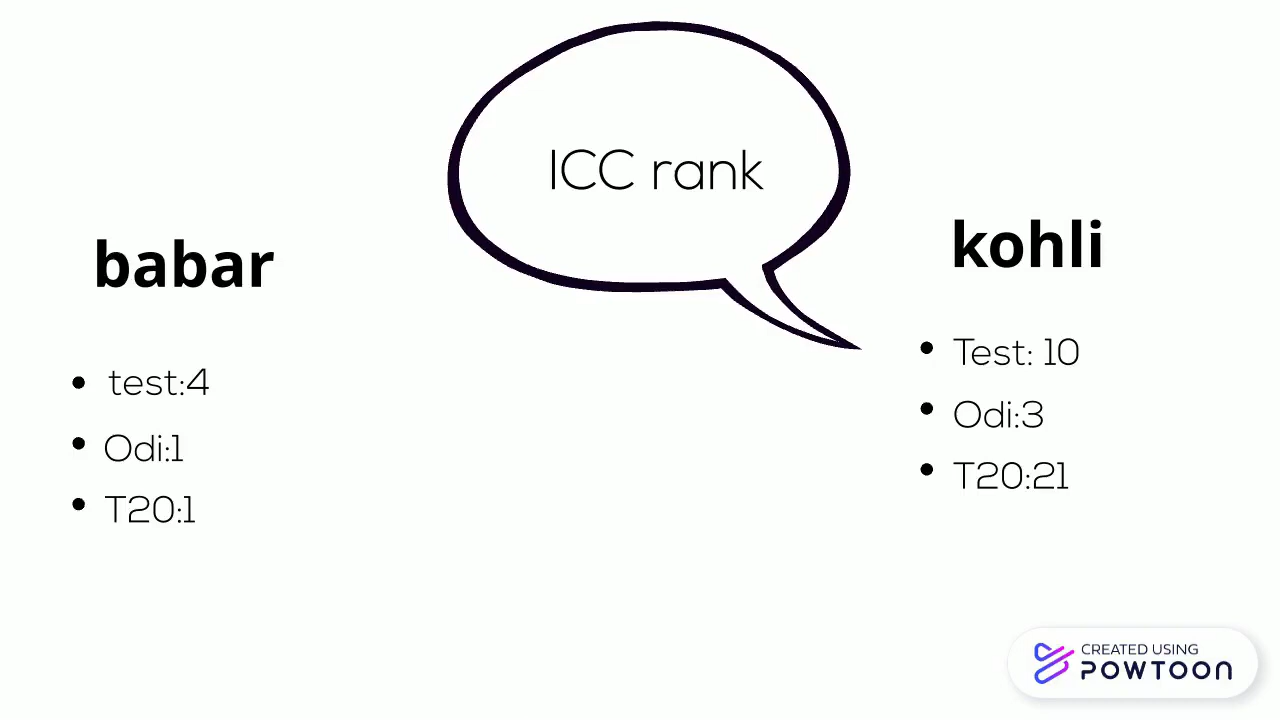 ICC rank
babar
• test:4
• Odi:1
• T20:1
kohli
• Test: 10
• Odi:3
• T20:21
CREATED USING
POWTOON